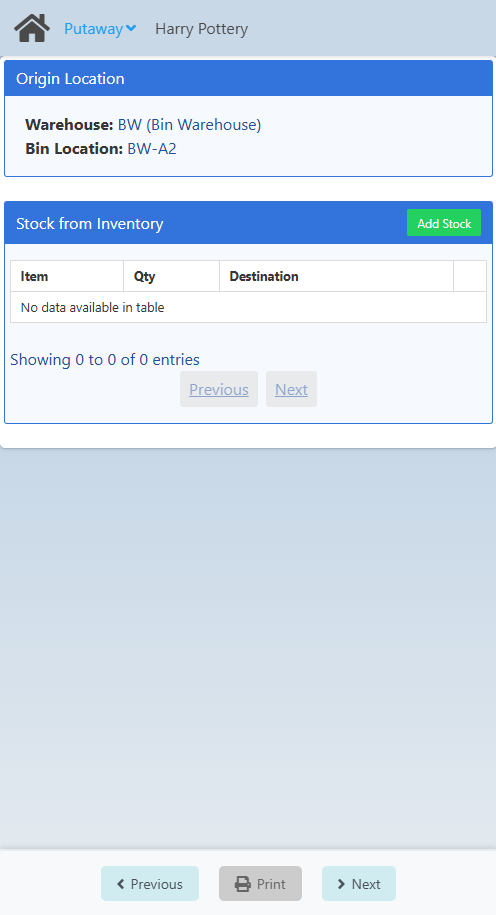 Putaway Harry Pottery
Origin Location
Warehouse: BW (Bin Warehouse)
Bin Location: BW-A2
Stock from Inventory Add Stock
Item Qty Destination
No data available in table
Showing 0 to 0 of 0 entries
Previous Next
Previous Print Next